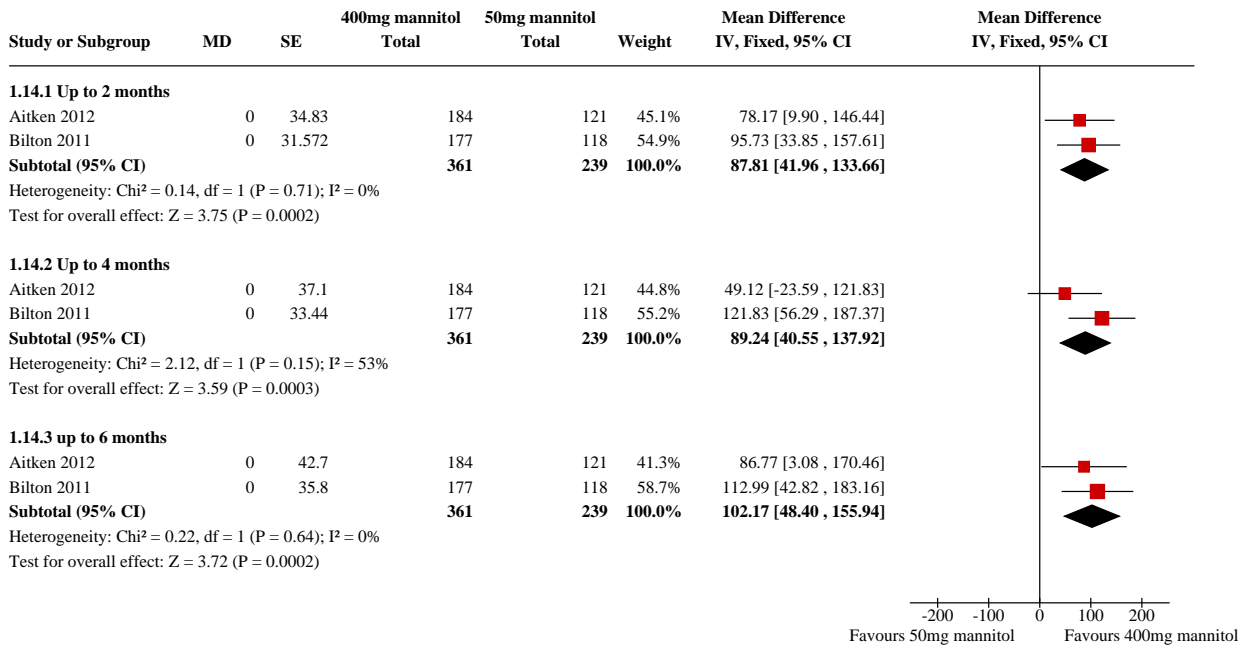 400mg mannitol 50mg mannitol Mean Difference Mean Difference
Study or Subgroup MD SE Total Total Weight IV, Fixed, 95% CI IV, Fixed, 95% CI
1.14.1 Up to 2 months
Aitken 2012 0 34.83 184 121 45.1% 78.17 [9.90 , 146.44]
Bilton 2011 0 31.572 177 118 54.9% 95.73 [33.85 , 157.61]
Subtotal (95% CI) 361 239 100.0% 87.81 [41.96 , 133.66]
Heterogeneity: Chi² = 0.14, df = 1 (P = 0.71); I² = 0%
Test for overall effect: Z = 3.75 (P = 0.0002)
1.14.2 Up to 4 months
Aitken 2012 0 37.1 184 121 44.8% 49.12 [-23.59 , 121.83]
Bilton 2011 0 33.44 177 118 55.2% 121.83 [56.29 , 187.37]
Subtotal (95% CI) 361 239 100.0% 89.24 [40.55 , 137.92]
Heterogeneity: Chi² = 2.12, df = 1 (P = 0.15); I² = 53%
Test for overall effect: Z = 3.59 (P = 0.0003)
1.14.3 up to 6 months
Aitken 2012 0 42.7 184 121 41.3% 86.77 [3.08 , 170.46]
Bilton 2011 0 35.8 177 118 58.7% 112.99 [42.82 , 183.16]
Subtotal (95% CI) 361 239 100.0% 102.17 [48.40 , 155.94]
Heterogeneity: Chi² = 0.22, df = 1 (P = 0.64); I² = 0%
Test for overall effect: Z = 3.72 (P = 0.0002)
-200 -100 0 100 200
Favours 50mg mannitol Favours 400mg mannitol